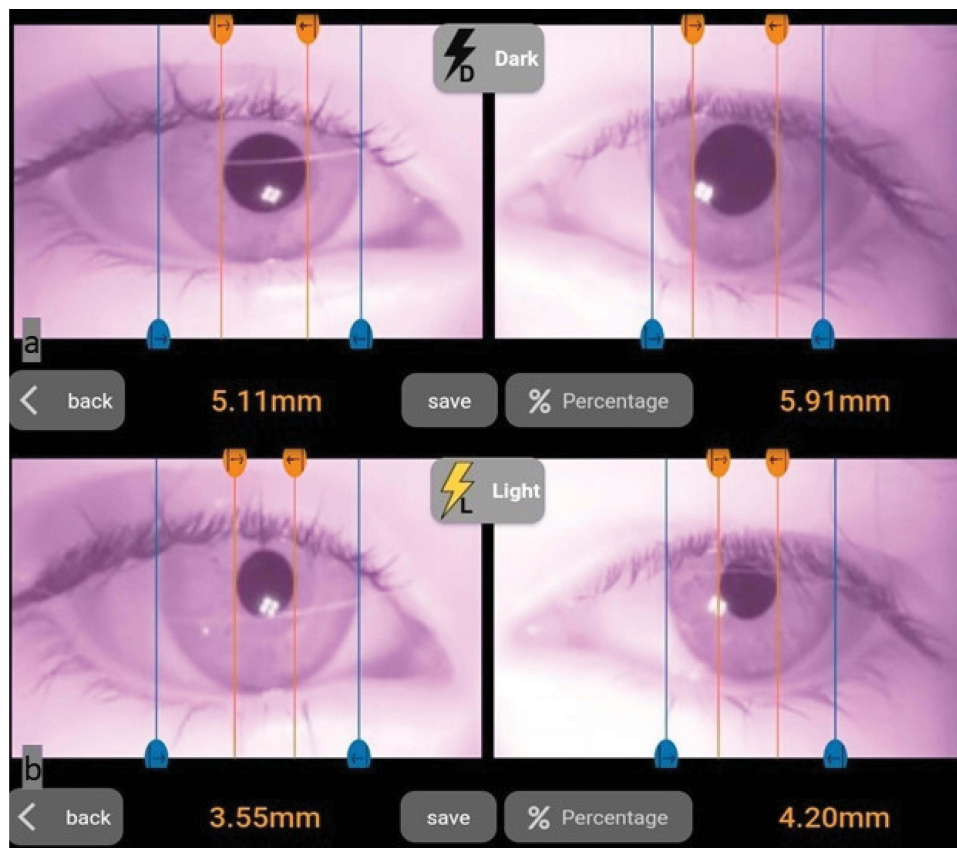 D Dark
a
back 5.11mm save % Percentage 5.91mm
L Light
b
back 3.55mm save % Percentage 4.20mm